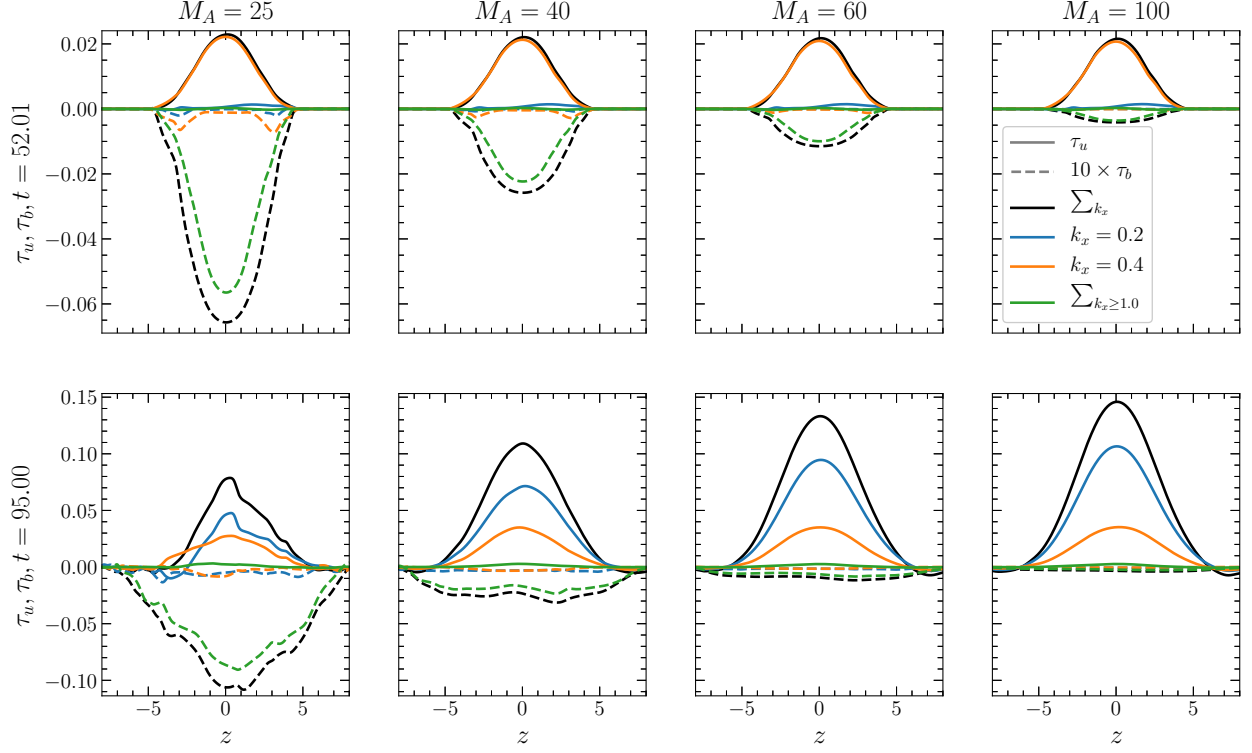 M_A = 25 M_A = 40 M_A = 60 M_A = 100
τ_u, τ_b, t = 52.01
0.02
0.00
−0.02
−0.04
−0.06
τ_u
10 × τ_b
∑_{k_x}
k_x = 0.2
k_x = 0.4
∑_{k_x≥1.0}
τ_u, τ_b, t = 95.00
0.15
0.10
0.05
0.00
−0.05
−0.10
−5 0 5 −5 0 5 −5 0 5 −5 0 5
z z z z